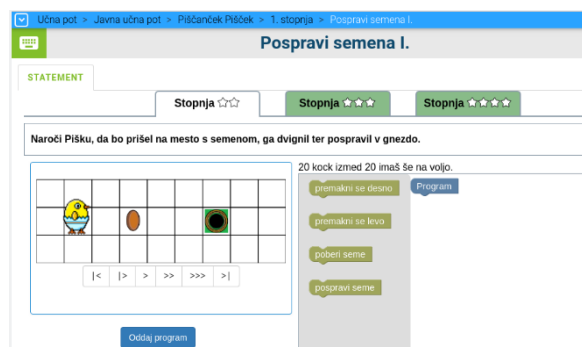 Učna pot > Javna učna pot > Piščanček Pišček > 1. stopnja > Pospravi semena I.
Pospravi semena I.
STATEMENT
Stopnja ☆☆ Stopnja ☆☆☆ Stopnja ☆☆☆☆
Naroči Pišku, da bo prišel na mesto s semenom, ga dvignil ter pospravil v gnezdo.
20 kock izmed 20 imaš še na voljo.
premakni se desno Program
premakni se levo
poberi seme
pospravi seme
|< |> > >> >>> >|
Oddaj program